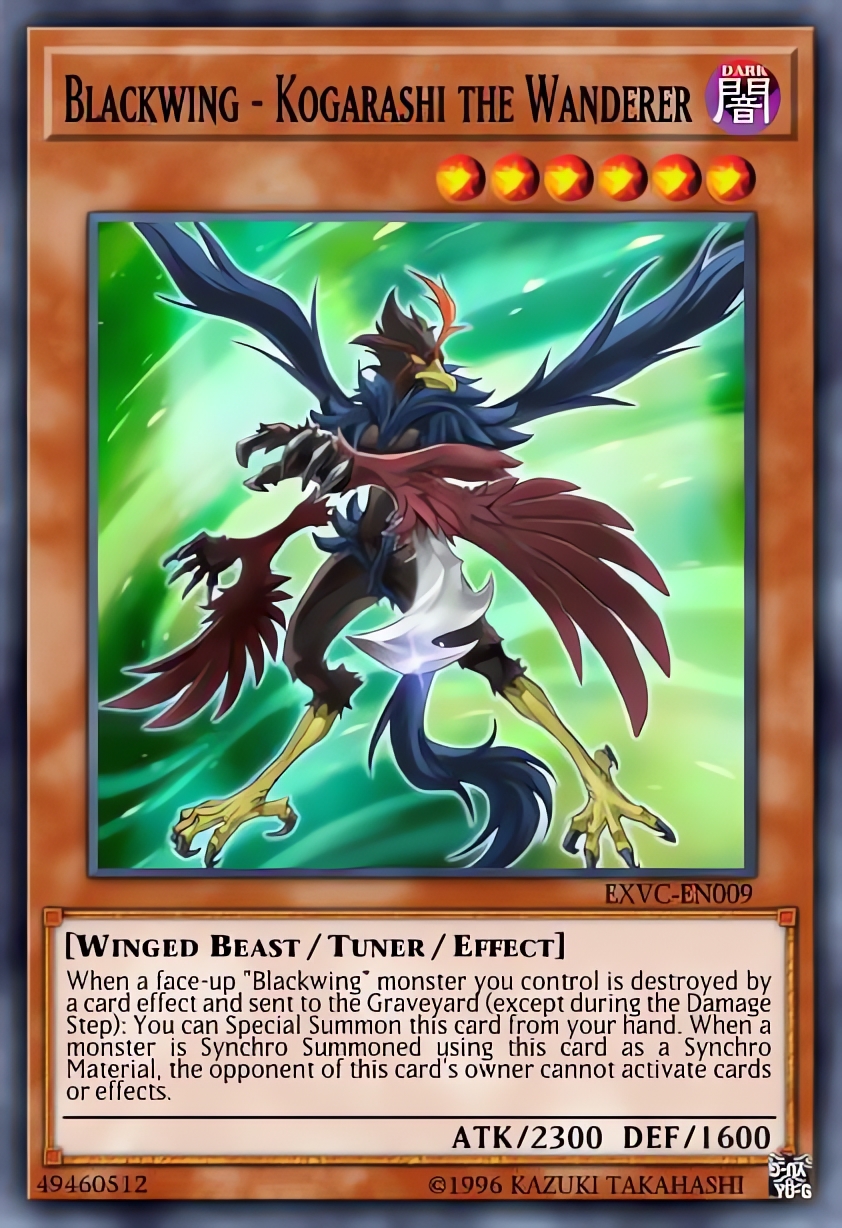 Blackwing - Kogarashi the Wanderer
DARK
闇
EXVC-EN009
[Winged Beast / Tuner / Effect]
When a face-up "Blackwing" monster you control is destroyed by
a card effect and sent to the Graveyard (except during the Damage
Step): You can Special Summon this card from your hand. When a
monster is Synchro Summoned using this card as a Synchro
Material, the opponent of this card's owner cannot activate cards
or effects.
ATK/2300 DEF/1600
49460512
©1996 KAZUKI TAKAHASHI